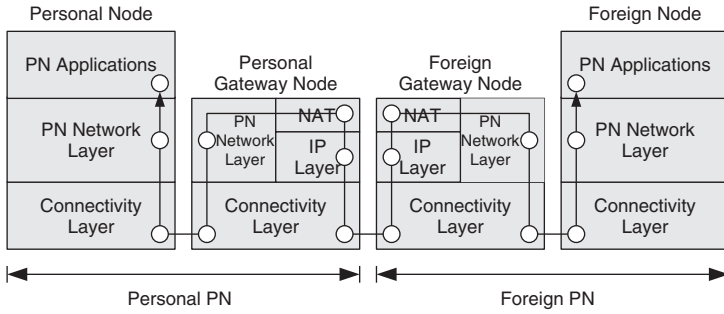 Personal Node
Foreign Node
Personal
Gateway Node
Foreign
Gateway Node
PN Applications
PN Applications
PN Network
Layer
PN
Network
Layer
NAT
IP
Layer
NAT
IP
Layer
PN
Network
Layer
PN Network
Layer
Connectivity
Layer
Connectivity
Layer
Connectivity
Layer
Connectivity
Layer
Personal PN
Foreign PN